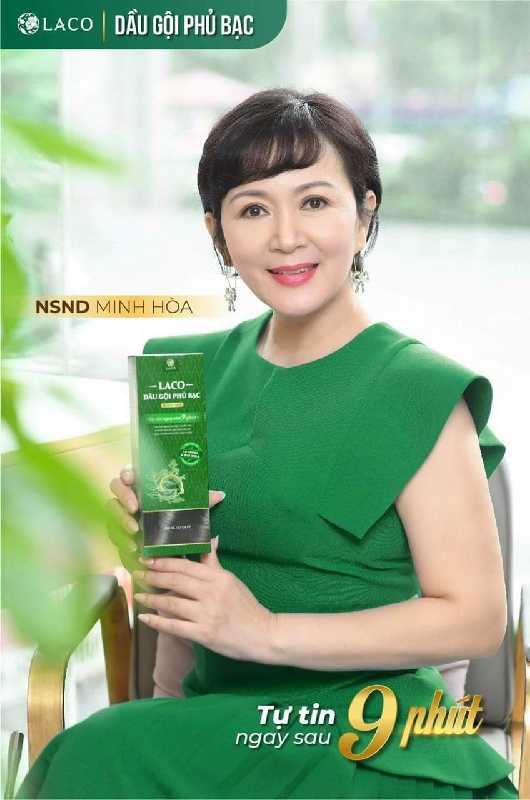 LACO DẦU GỘI PHỦ BẠC
NSND MINH HÒA
LACO
DẦU GỘI PHỦ BẠC
Tự tin
ngay sau 9 phút